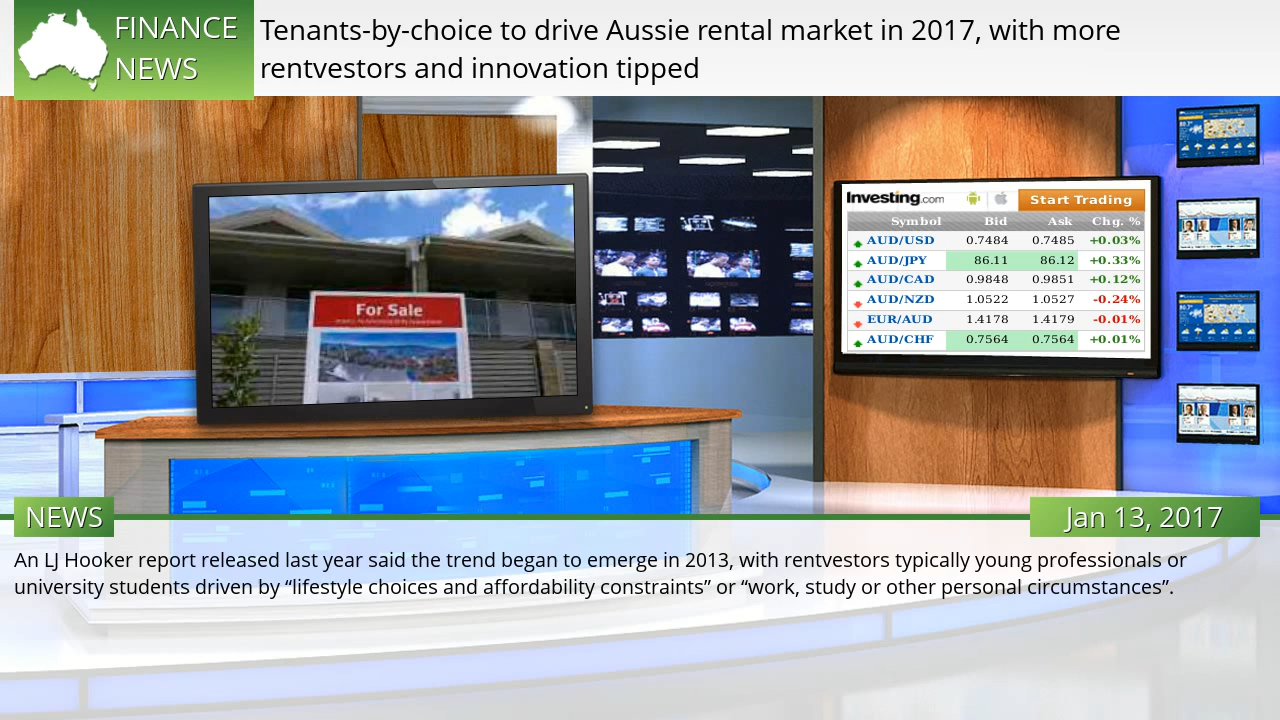 FINANCE
NEWS
Tenants-by-choice to drive Aussie rental market in 2017, with more
rentvestors and innovation tipped
For Sale
Investing.com
Start Trading
Symbol Bid Ask Chg. %
AUD/USD 0.7484 0.7485 +0.03%
AUD/JPY 86.11 86.12 +0.33%
AUD/CAD 0.9848 0.9851 +0.12%
AUD/NZD 1.0522 1.0527 -0.24%
EUR/AUD 1.4178 1.4179 -0.01%
AUD/CHF 0.7564 0.7564 +0.01%
NEWS
Jan 13, 2017
An LJ Hooker report released last year said the trend began to emerge in 2013, with rentvestors typically young professionals or
university students driven by “lifestyle choices and affordability constraints” or “work, study or other personal circumstances”.